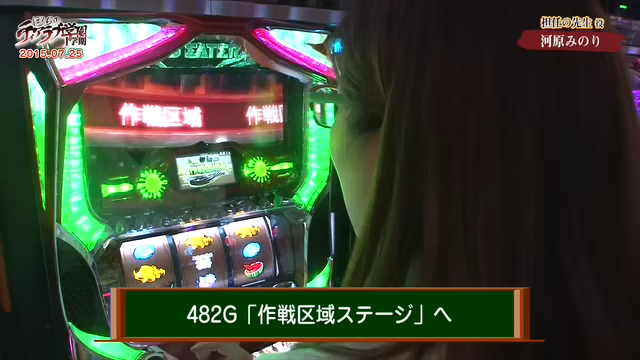 2015.07.25
担任の先生 役
河原みのり
作戦区域
作戦区
482G「作戦区域ステージ」へ